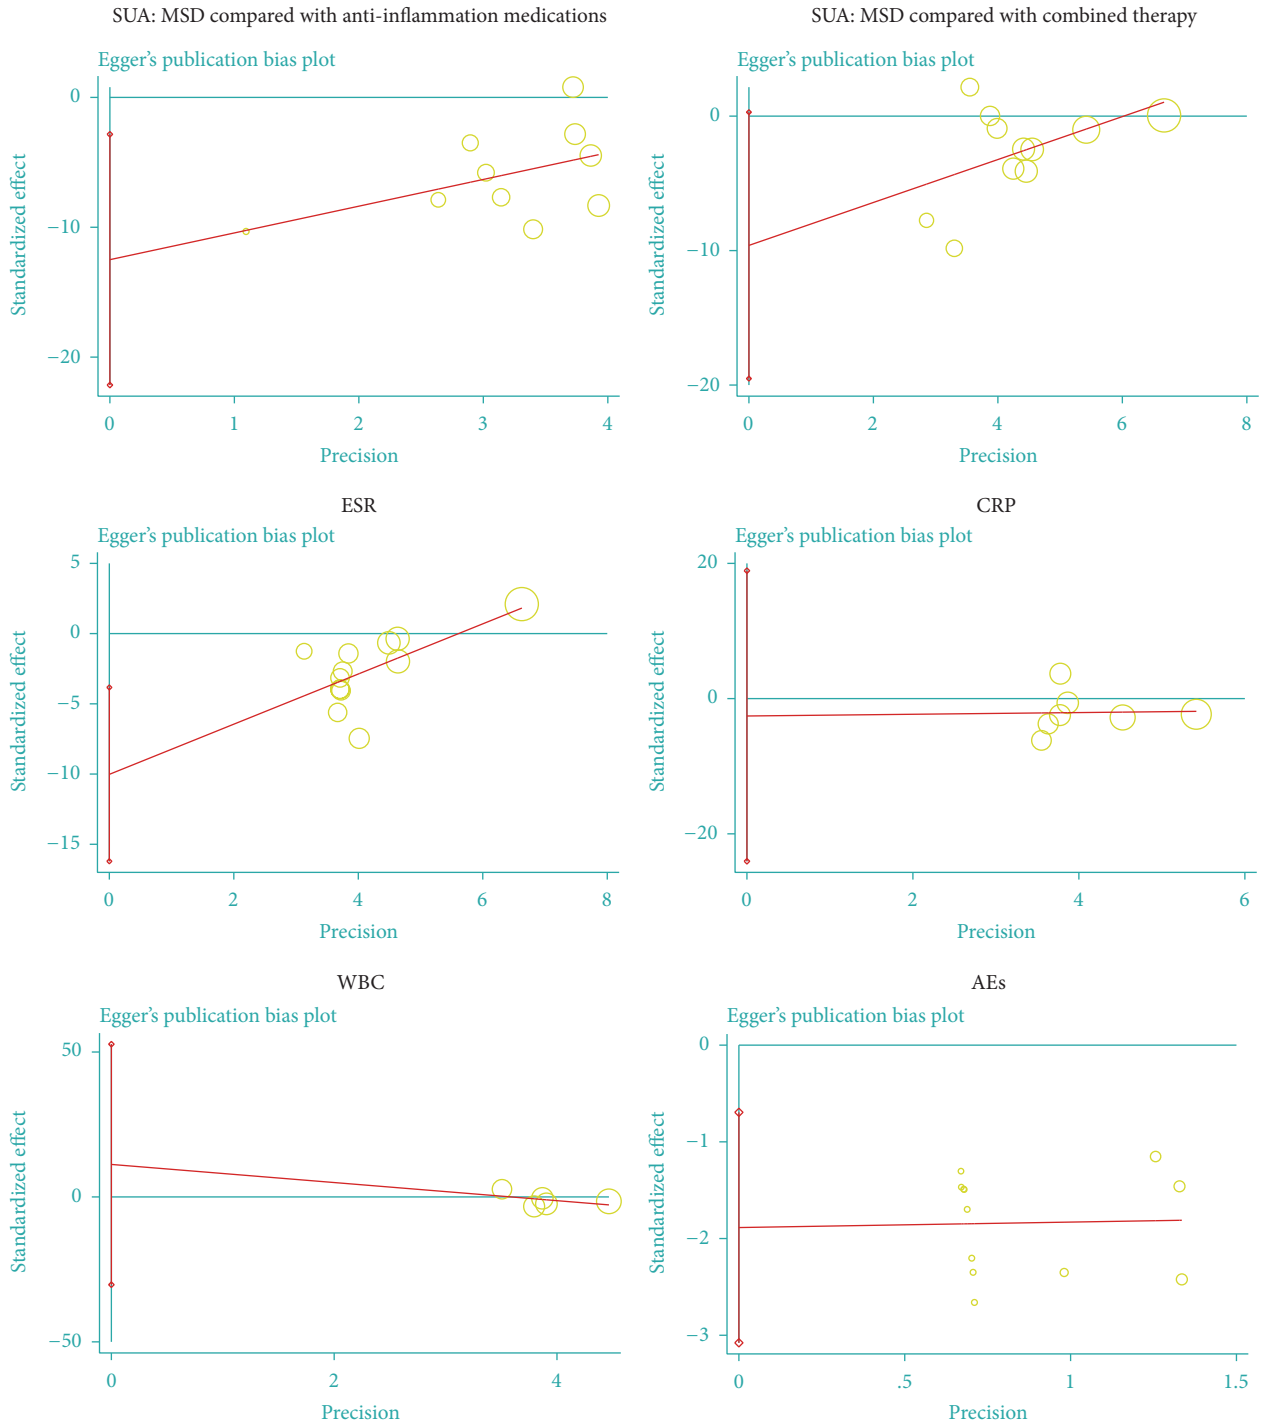 SUA: MSD compared with anti-inflammation medications
Egger's publication bias plot
0
−10
−20
Standardized effect
0 1 2 3 4
Precision
SUA: MSD compared with combined therapy
Egger's publication bias plot
0
−10
−20
Standardized effect
0 2 4 6 8
Precision
ESR
Egger's publication bias plot
5
0
−5
−10
−15
Standardized effect
0 2 4 6 8
Precision
CRP
Egger's publication bias plot
20
0
−20
Standardized effect
0 2 4 6
Precision
WBC
Egger's publication bias plot
50
0
−50
Standardized effect
0 2 4
Precision
AEs
Egger's publication bias plot
0
−1
−2
−3
Standardized effect
0 .5 1 1.5
Precision